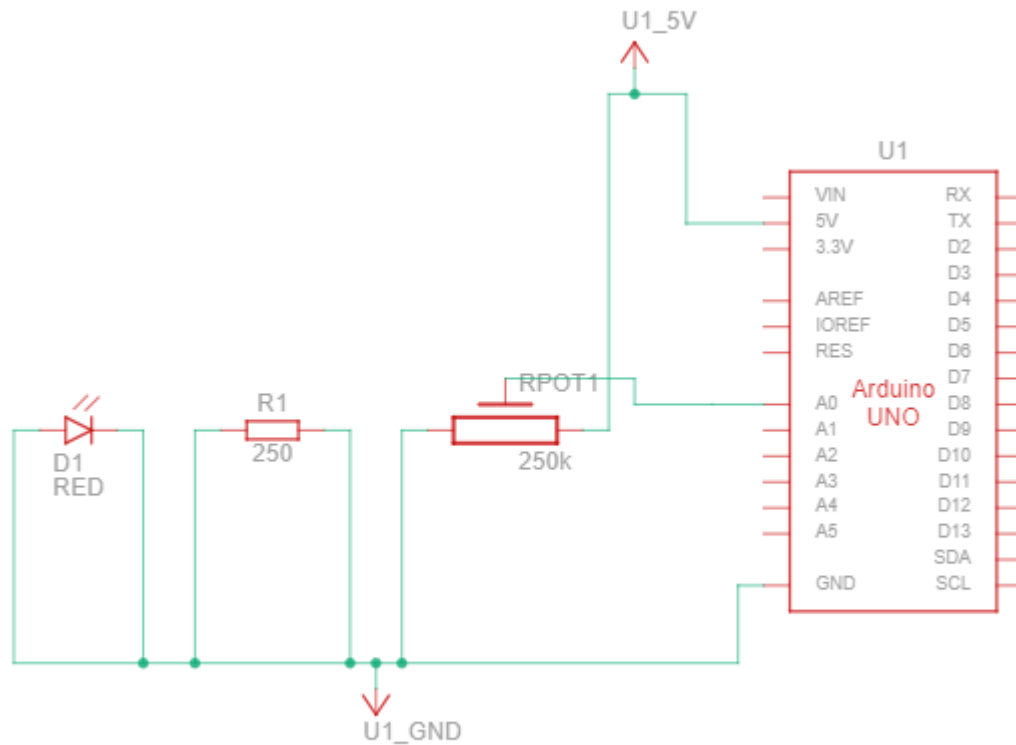 U1_5V
U1
VIN RX
5V TX
3.3V D2
D3
AREF D4
IOREF D5
RES D6
D7
RPOT1
A0 Arduino D8
UNO
A1 D9
R1
250
250k
A2 D10
D1
RED
A3 D11
A4 D12
A5 D13
SDA
GND SCL
U1_GND